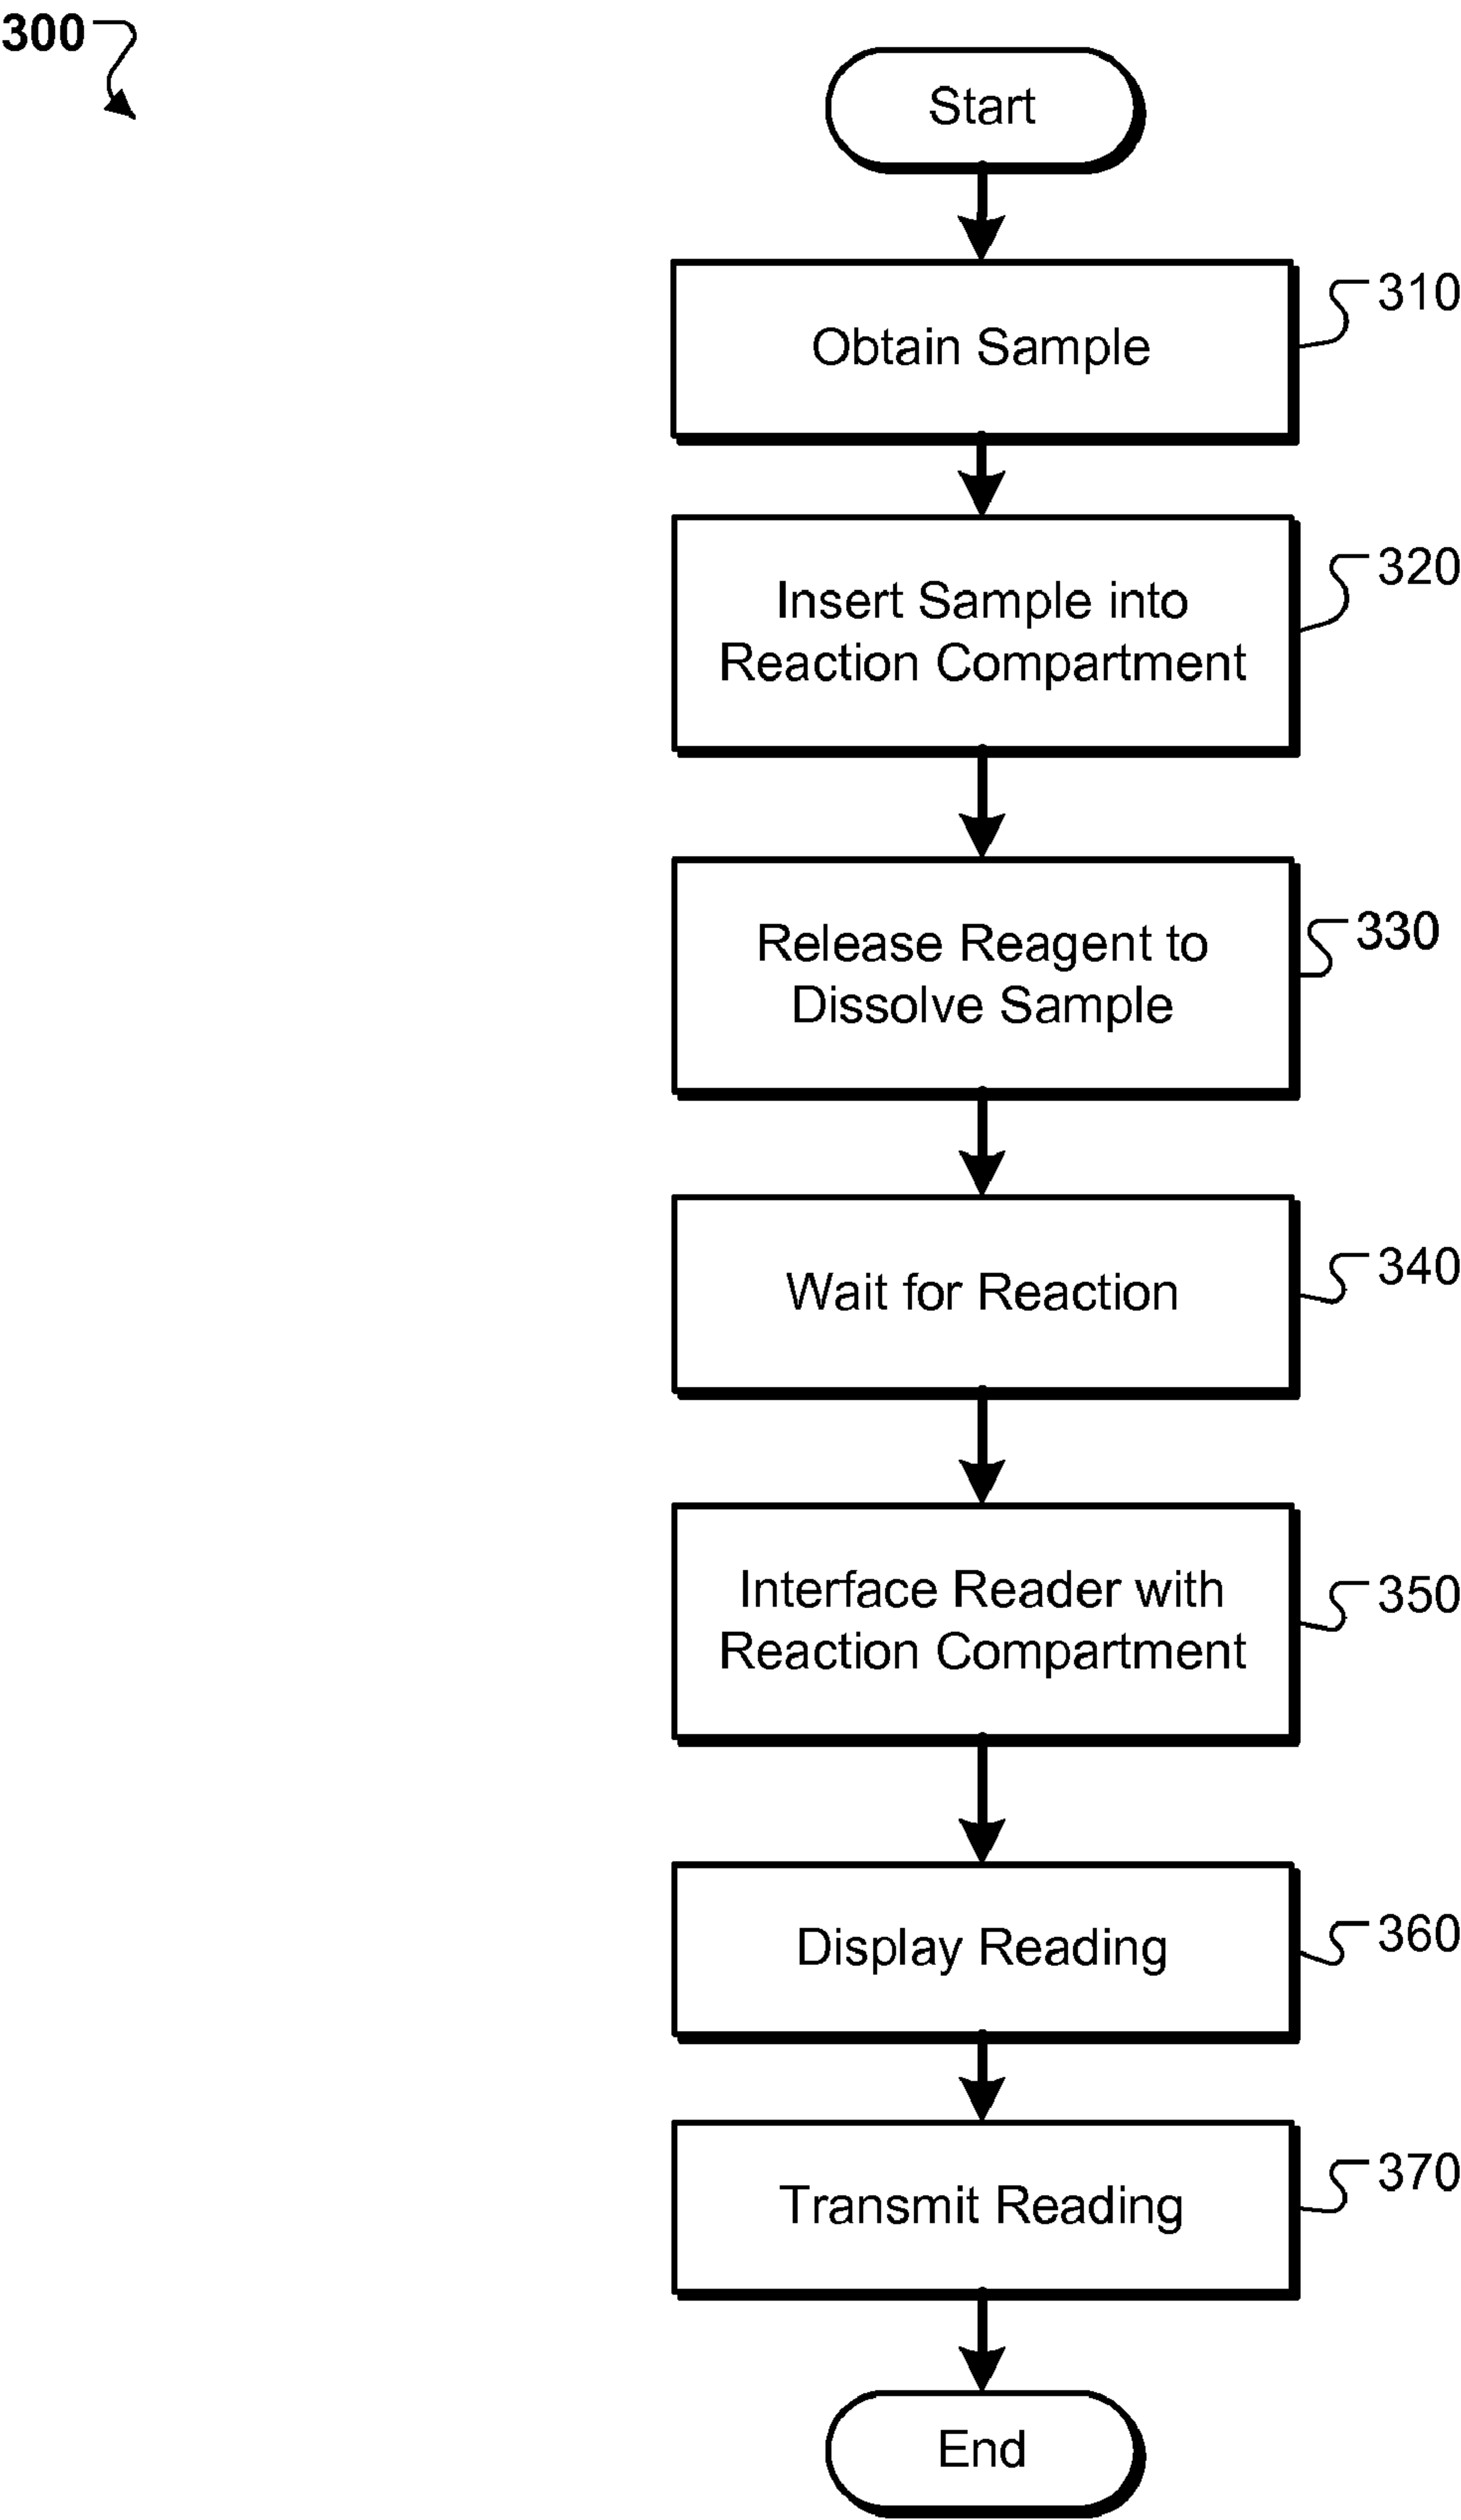 300
Start
310
Obtain Sample
320
Insert Sample into
Reaction Compartment
330
Release Reagent to
Dissolve Sample
340
Wait for Reaction
350
Interface Reader with
Reaction Compartment
360
Display Reading
370
Transmit Reading
End